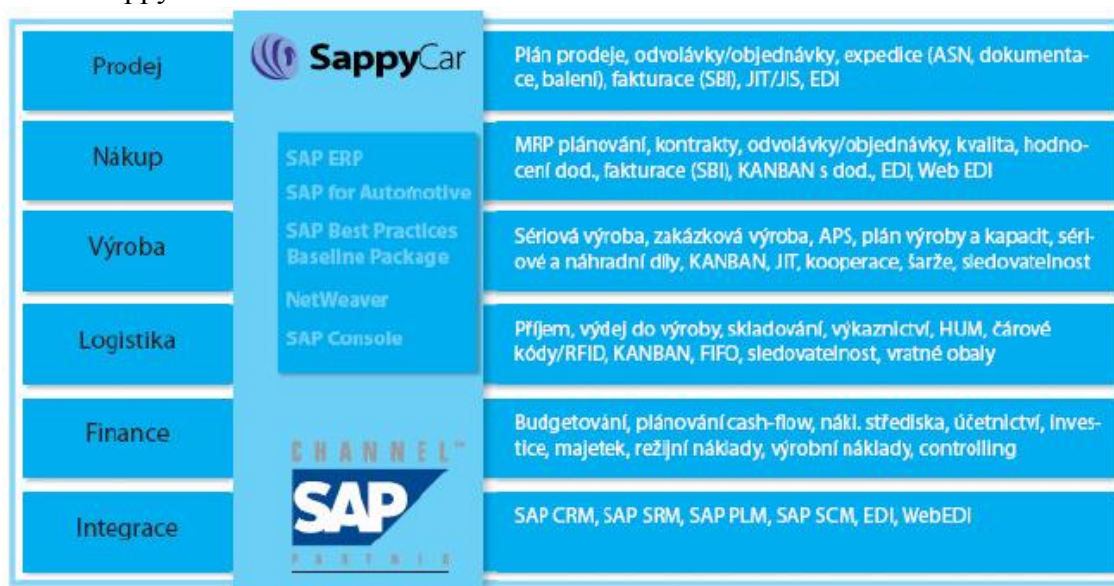 Prodej
SappyCar
Plán prodeje, odvolávky/objednávky, expedice (ASN, dokumenta-
ce, balení), fakturace (SBI), JIT/JIS, EDI
Nákup
MRP plánování, kontrakty, odvolávky/objednávky, kvalita, hodno-
cení dod., fakturace (SBI), KANBAN s dod., EDI, Web EDI
SAP ERP
SAP for Automotive
SAP Best Practices
Baseline Package
NetWeaver
SAP Console
Výroba
Sériová výroba, zakázková výroba, APS, plán výroby a kapacit, séri-
ové a náhradní díly, KANBAN, JIT, kooperace, šarže, sledovatelnost
Logistika
Příjem, výdej do výroby, skladování, výkaznictví, HUM, čárové
kódy/RFID, KANBAN, FIFO, sledovatelnost, vratné obaly
Finance
Budgetování, plánování cash-flow, nákl. střediska, účetnictví, inves-
tice, majetek, režijní náklady, výrobní náklady, controlling
CHANNEL™
SAP
PARTNER
Integrace
SAP CRM, SAP SRM, SAP PLM, SAP SCM, EDI, WebEDI